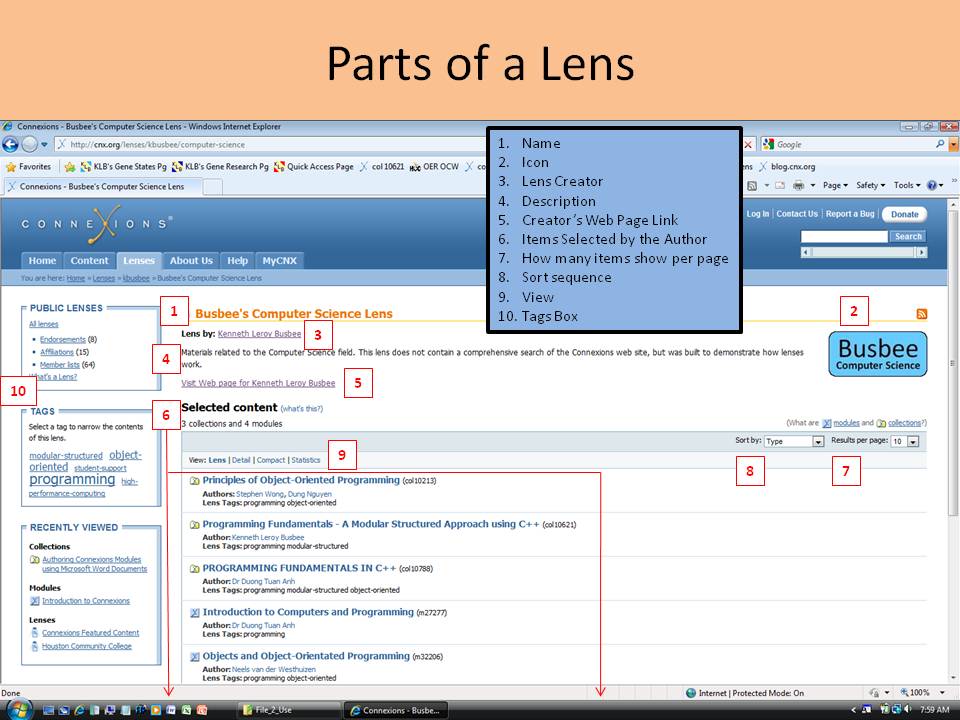 Parts of a Lens
Connexions - Busbee's Computer Science Lens - Windows Internet Explorer
http://cnx.org/lenses/kbusbee/computer-science
Google
Favorites KLB's Gene States Pg KLB's Gene Research Pg Quick Access Page col 10621 OER OCW blog.cnx.org
Connexions - Busbee's Computer Science Lens
Page Safety Tools
1. Name
2. Icon
3. Lens Creator
4. Description
5. Creator's Web Page Link
6. Items Selected by the Author
7. How many items show per page
8. Sort sequence
9. View
10. Tags Box
CONNEXIONS®
Log In | Contact Us | Report a Bug Donate
Search
Home Content Lenses About Us Help MyCNX
You are here: Home » Lenses » kbusbee » Busbee's Computer Science Lens
PUBLIC LENSES
All lenses
Endorsements (8)
Affiliations (15)
Member lists (64)
What's a Lens?
10
TAGS
Select a tag to narrow the contents
of this lens.
modular-structured object-
oriented student-support
programming high-
performance-computing
RECENTLY VIEWED
Collections
Authoring Connexions Modules
using Microsoft Word Documents
Modules
Introduction to Connexions
Lenses
Connexions Featured Content
Houston Community College
1
Busbee's Computer Science Lens
2
Lens by: Kenneth Leroy Busbee
3
4
Materials related to the Computer Science field. This lens does not contain a comprehensive search of the Connexions web site, but was built to demonstrate how lenses
work.
Busbee
Computer Science
Visit Web page for Kenneth Leroy Busbee
5
6
Selected content (what's this?)
3 collections and 4 modules
(What are modules and collections?)
Sort by: Type Results per page: 10
9
8
7
View: Lens | Detail | Compact | Statistics
Principles of Object-Oriented Programming (col10213)
Authors: Stephen Wong, Dung Nguyen
Lens Tags: programming object-oriented
Programming Fundamentals - A Modular Structured Approach using C++ (col10621)
Author: Kenneth Leroy Busbee
Lens Tags: programming modular-structured
PROGRAMMING FUNDAMENTALS IN C++ (col10788)
Author: Dr Duong Tuan Anh
Lens Tags: programming modular-structured object-oriented
Introduction to Computers and Programming (m27277)
Author: Dr Duong Tuan Anh
Lens Tags: programming
Objects and Object-Orientated Programming (m32206)
Author: Neels van der Westhuizen
Lens Tags: programming object-oriented
Done
Internet | Protected Mode: On
100%
File_2_Use
Connexions - Busbe...
7:59 AM